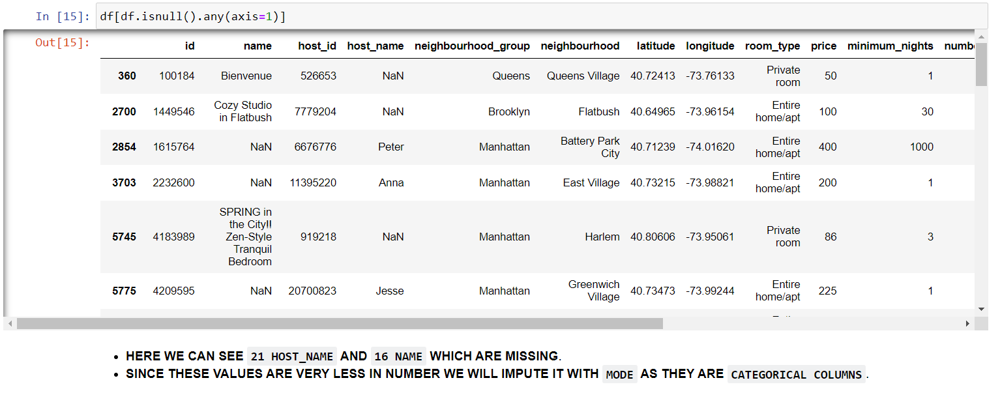 In [15]: df[df.isnull().any(axis=1)]
Out[15]:
id name host_id host_name neighbourhood_group neighbourhood latitude longitude room_type price minimum_nights numbe
360 100184 Bienvenue 526653 NaN Queens Queens Village 40.72413 -73.76133 Private room 50 1
2700 1449546 Cozy Studio in Flatbush 7779204 NaN Brooklyn Flatbush 40.64965 -73.96154 Entire home/apt 100 30
2854 1615764 NaN 6676776 Peter Manhattan Battery Park City 40.71239 -74.01620 Entire home/apt 400 1000
3703 2232600 NaN 11395220 Anna Manhattan East Village 40.73215 -73.98821 Entire home/apt 200 1
5745 4183989 SPRING in the City!! Zen-Style Tranquil Bedroom 919218 NaN Manhattan Harlem 40.80606 -73.95061 Private room 86 3
5775 4209595 NaN 20700823 Jesse Manhattan Greenwich Village 40.73473 -73.99244 Entire home/apt 225 1
• HERE WE CAN SEE 21 HOST_NAME AND 16 NAME WHICH ARE MISSING.
• SINCE THESE VALUES ARE VERY LESS IN NUMBER WE WILL IMPUTE IT WITH MODE AS THEY ARE CATEGORICAL COLUMNS.